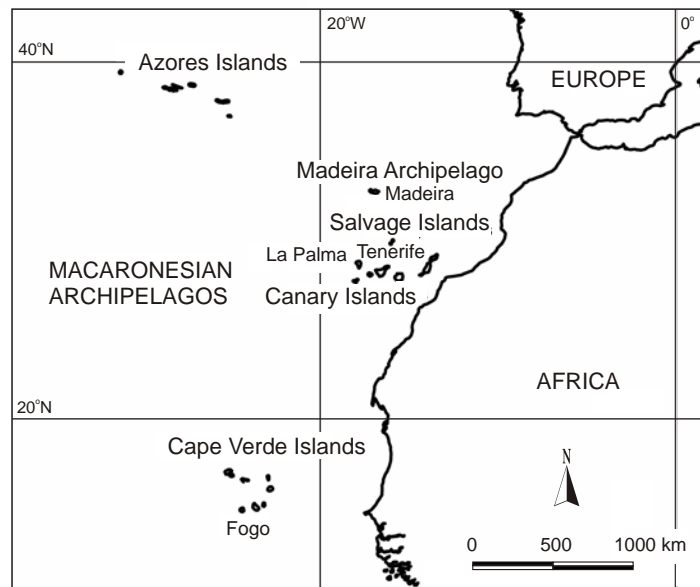 20°W
0°
40°N
Azores Islands
EUROPE
Madeira Archipelago
Madeira
Salvage Islands
La Palma
Tenerife
MACARONESIAN
ARCHIPELAGOS
Canary Islands
AFRICA
20°N
Cape Verde Islands
Fogo
N
0 500 1000 km